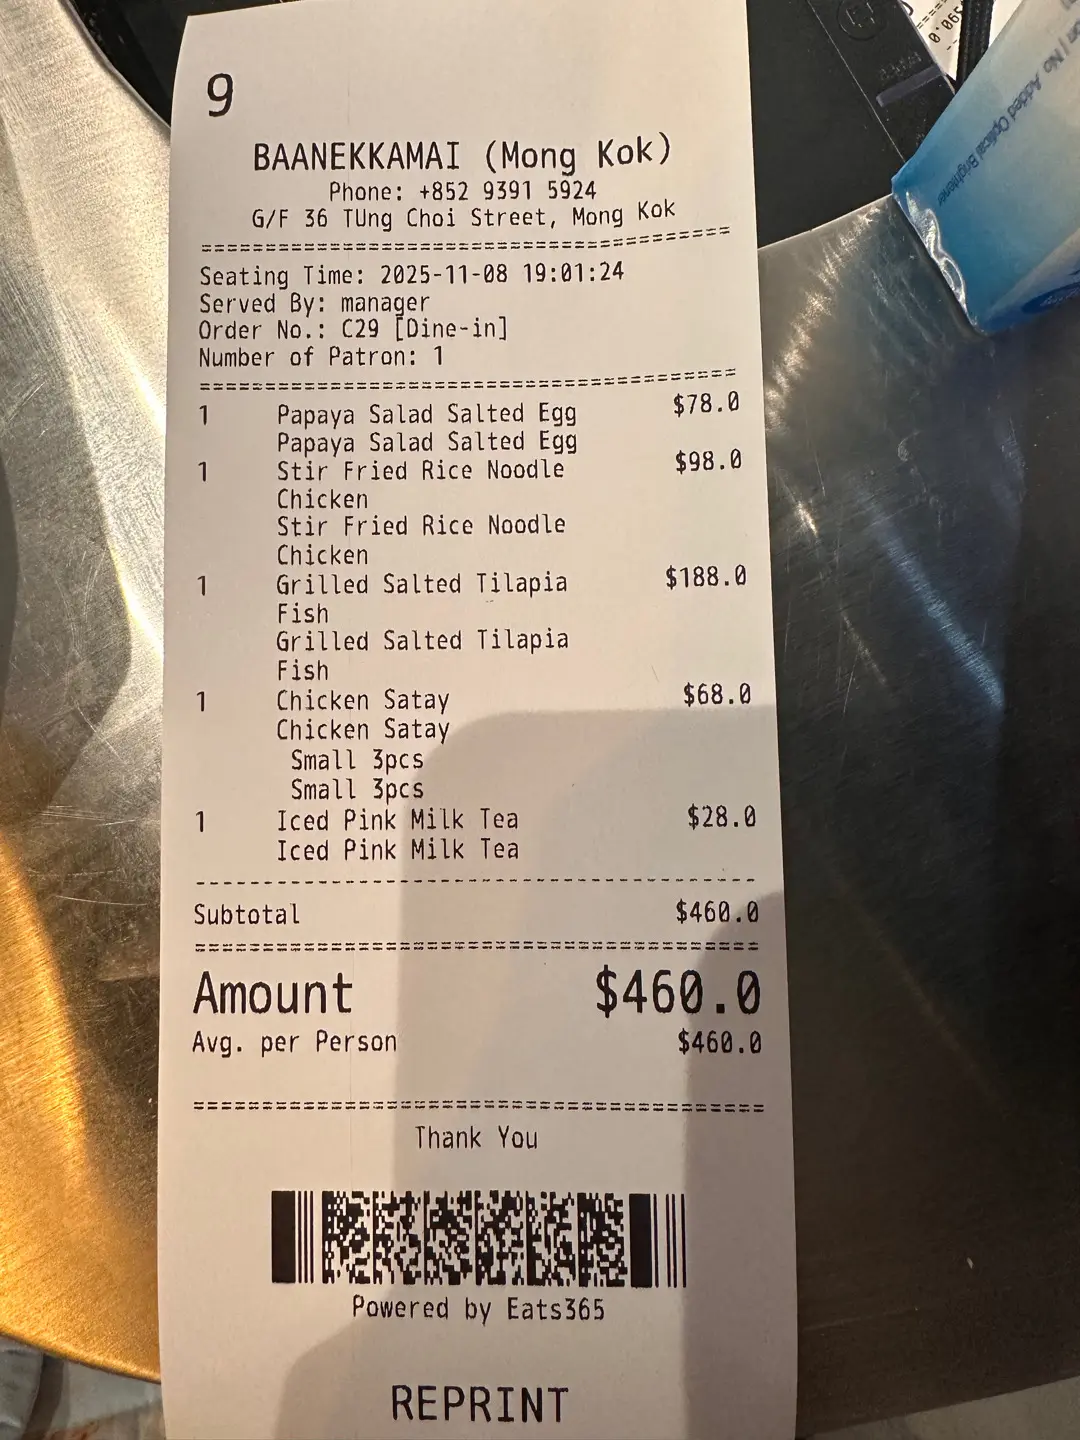 9
BAANEKKAMAI (Mong Kok)
Phone: +852 9391 5924
G/F 36 TUng Choi Street, Mong Kok
Seating Time: 2025-11-08 19:01:24
Served By: manager
Order No.: C29 [Dine-in]
Number of Patron: 1
1 Papaya Salad Salted Egg $78.0
Papaya Salad Salted Egg
1 Stir Fried Rice Noodle $98.0
Chicken
Stir Fried Rice Noodle
Chicken
1 Grilled Salted Tilapia $188.0
Fish
Grilled Salted Tilapia
Fish
1 Chicken Satay $68.0
Chicken Satay
Small 3pcs
Small 3pcs
1 Iced Pink Milk Tea $28.0
Iced Pink Milk Tea
Subtotal $460.0
Amount $460.0
Avg. per Person $460.0
Thank You
Powered by Eats365
REPRINT
No Added Optical Brightener